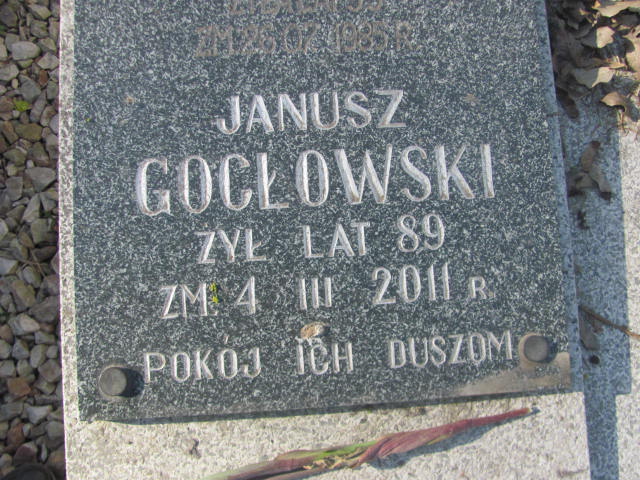 ZM. 26.07.1985 R.
JANUSZ
GOCŁOWSKI
ŻYŁ LAT 89
ZM. 4 III 2011 R.
POKÓJ ICH DUSZOM